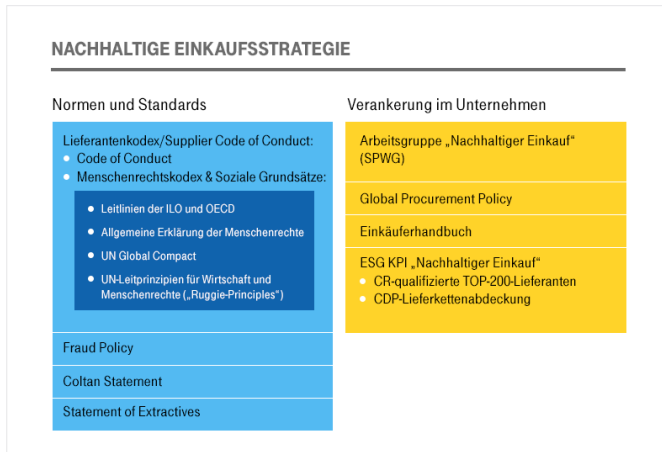 NACHHALTIGE EINKAUFSSTRATEGIE
Normen und Standards
Lieferantenkodex/Supplier Code of Conduct:
• Code of Conduct
• Menschenrechtskodex & Soziale Grundsätze:
• Leitlinien der ILO und OECD
• Allgemeine Erklärung der Menschenrechte
• UN Global Compact
• UN-Leitprinzipien für Wirtschaft und
Menschenrechte („Ruggie-Principles“)
Fraud Policy
Coltan Statement
Statement of Extractives
Verankerung im Unternehmen
Arbeitsgruppe „Nachhaltiger Einkauf“
(SPWG)
Global Procurement Policy
Einkäuferhandbuch
ESG KPI „Nachhaltiger Einkauf“
• CR-qualifizierte TOP-200-Lieferanten
• CDP-Lieferkettenabdeckung